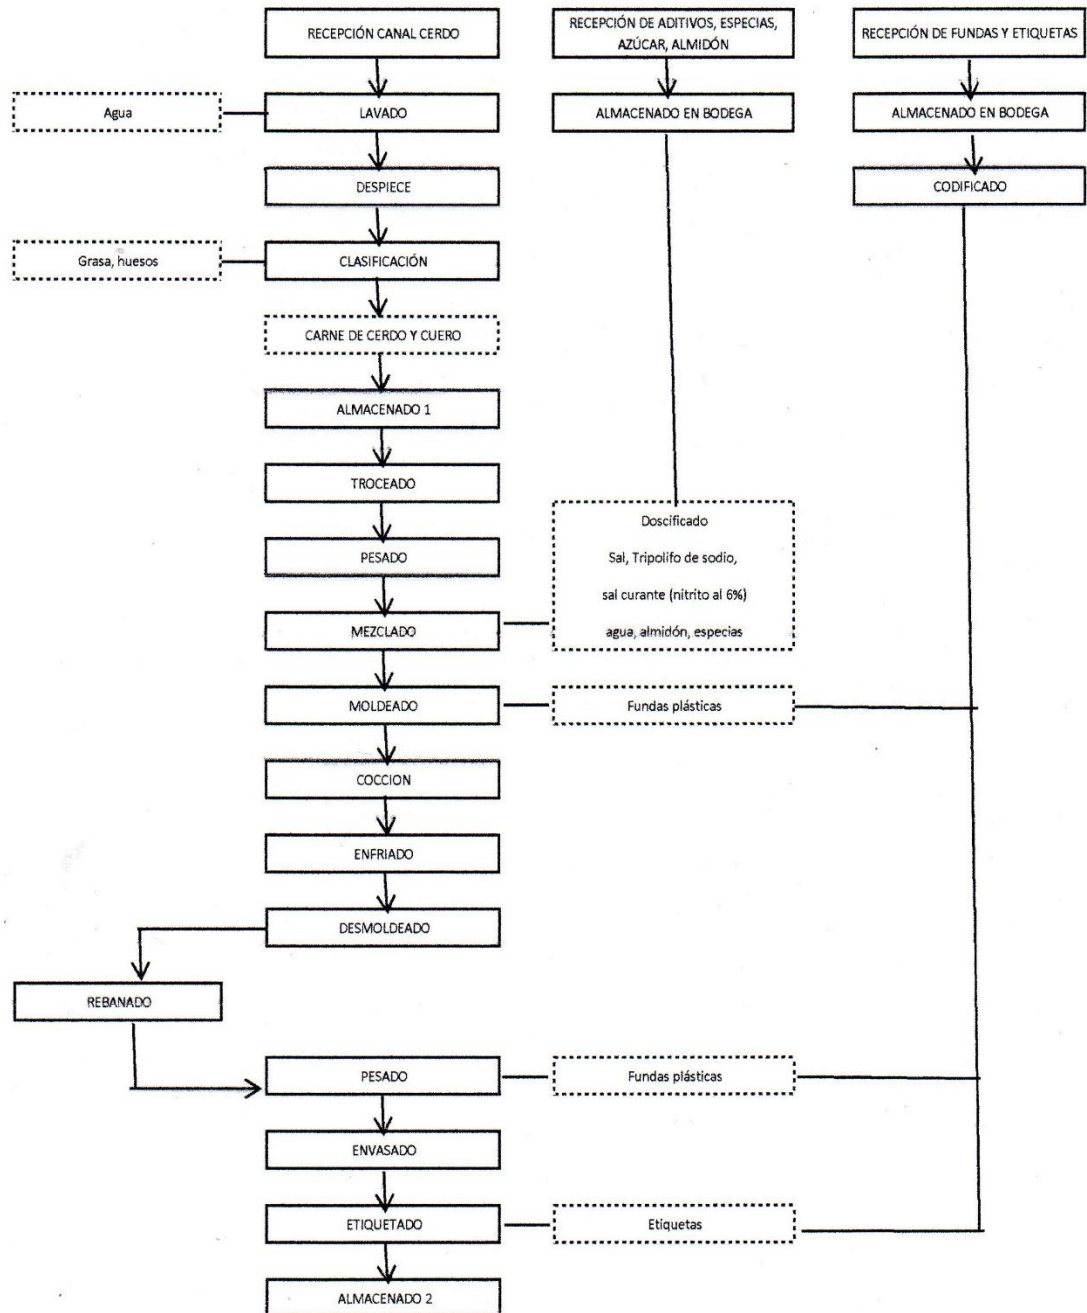 RECEPCIÓN CANAL CERDO
RECEPCIÓN DE ADITIVOS, ESPECIAS,
AZÚCAR, ALMIDÓN
RECEPCIÓN DE FUNDAS Y ETIQUETAS
Agua
LAVADO
ALMACENADO EN BODEGA
ALMACENADO EN BODEGA
DESPIECE
CODIFICADO
Grasa, huesos
CLASIFICACIÓN
CARNE DE CERDO Y CUERO
ALMACENADO 1
TROCEADO
PESADO
Doscificado
Sal, Tripolifo de sodio,
sal curante (nitrito al 6%)
agua, almidón, especias
MEZCLADO
MOLDEADO
Fundas plásticas
COCCION
ENFRIADO
DESMOLDEADO
REBANADO
PESADO
Fundas plásticas
ENVASADO
ETIQUETADO
Etiquetas
ALMACENADO 2